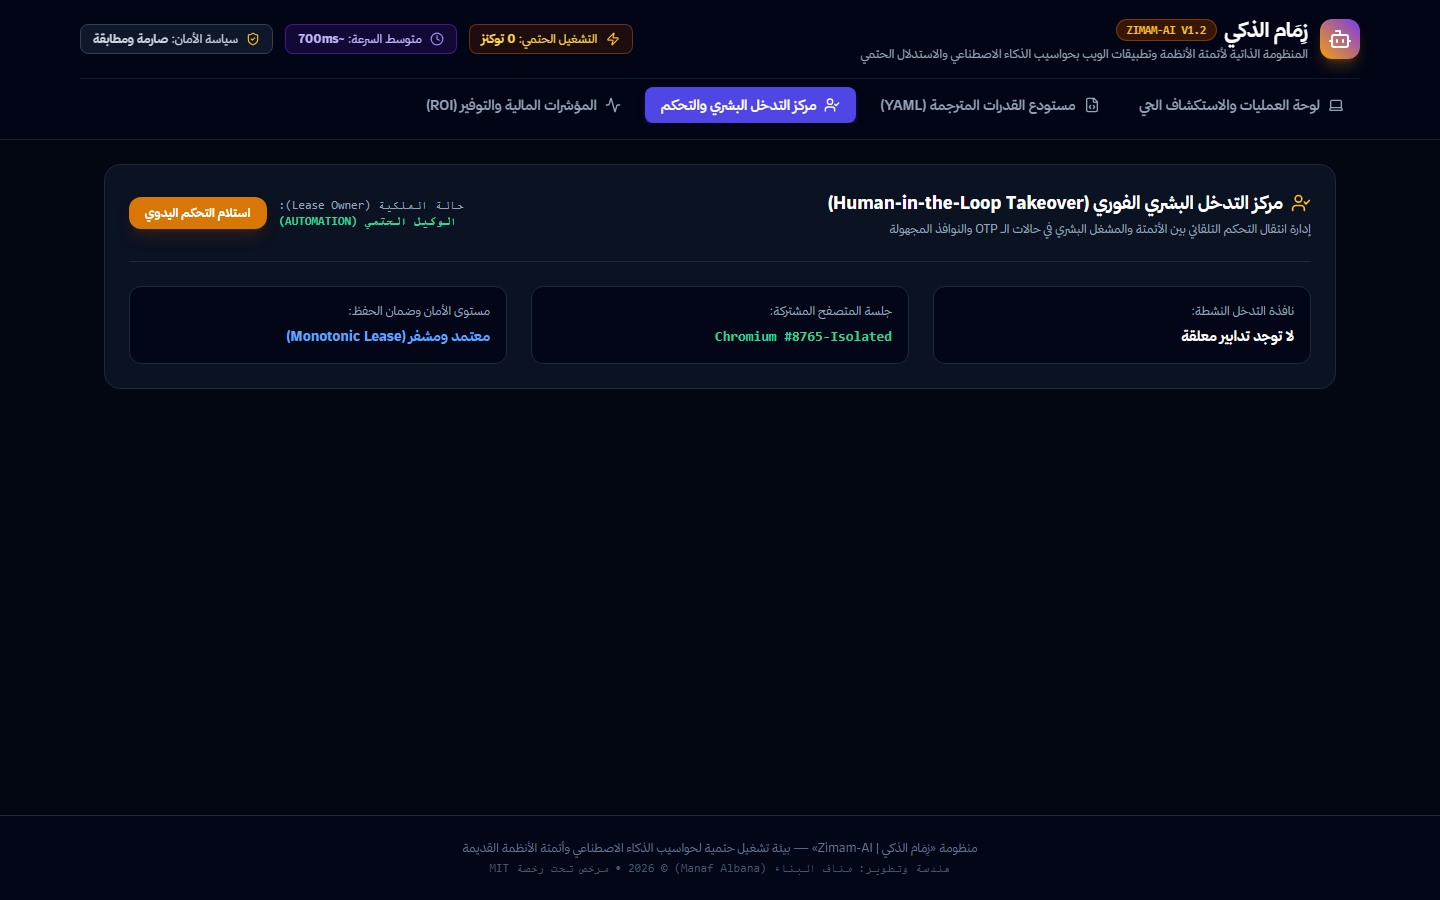 زِمَام الذكي ZIMAM-AI V1.2
المنظومة الذاتية لأتمتة الأنظمة وتطبيقات الويب بحواسيب الذكاء الاصطناعي والاستدلال الحتمي
التشغيل الحتمي: 0 توكنز
متوسط السرعة: ~700ms
سياسة الأمان: صارمة ومطابقة
لوحة العمليات والاستكشاف الحي
مستودع القدرات المترجمة (YAML)
مركز التدخل البشري والتحكم
المؤشرات المالية والتوفير (ROI)
مركز التدخل البشري الفوري (Human-in-the-Loop Takeover)
إدارة انتقال التحكم التلقائي بين الأتمتة والمشغل البشري في حالات الـ OTP والنوافذ المجهولة
حالة الملكية (Lease Owner):
الوكيل الحتمي (AUTOMATION)
استلام التحكم اليدوي
نافذة التدخل النشطة:
لا توجد تدابير معلقة
جلسة المتصفح المشتركة:
Chromium #8765-Isolated
مستوى الأمان وضمان الحفظ:
معتمد ومشفر (Monotonic Lease)
منظومة «زِمَام الذكي | Zimam-AI» — بيئة تشغيل حتمية لحواسيب الذكاء الاصطناعي وأتمتة الأنظمة القديمة
هندسة وتطوير: مناف البناء (Manaf Albana) © 2026 • مرخص تحت رخصة MIT